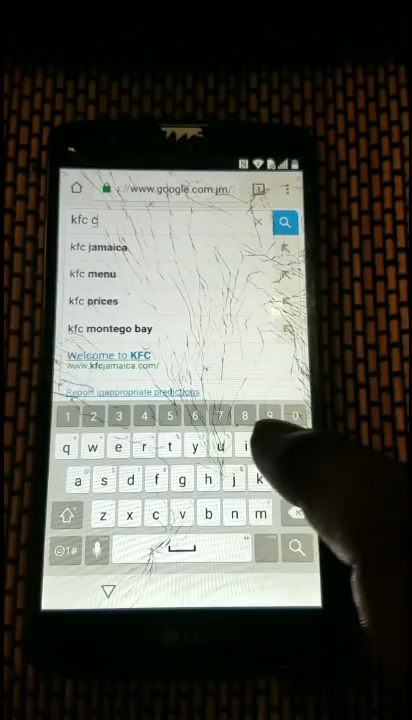 ://www.google.com.jm/
kfc c
kfc jamaica
kfc menu
kfc prices
kfc montego bay
Welcome to KFC
www.kfcjamaica.com/
Report inappropriate predictions
1 2 3 4 5 6 7 8 9 0
q w e r t y u i
a s d f g h j k
z x c v b n m
1#
LG